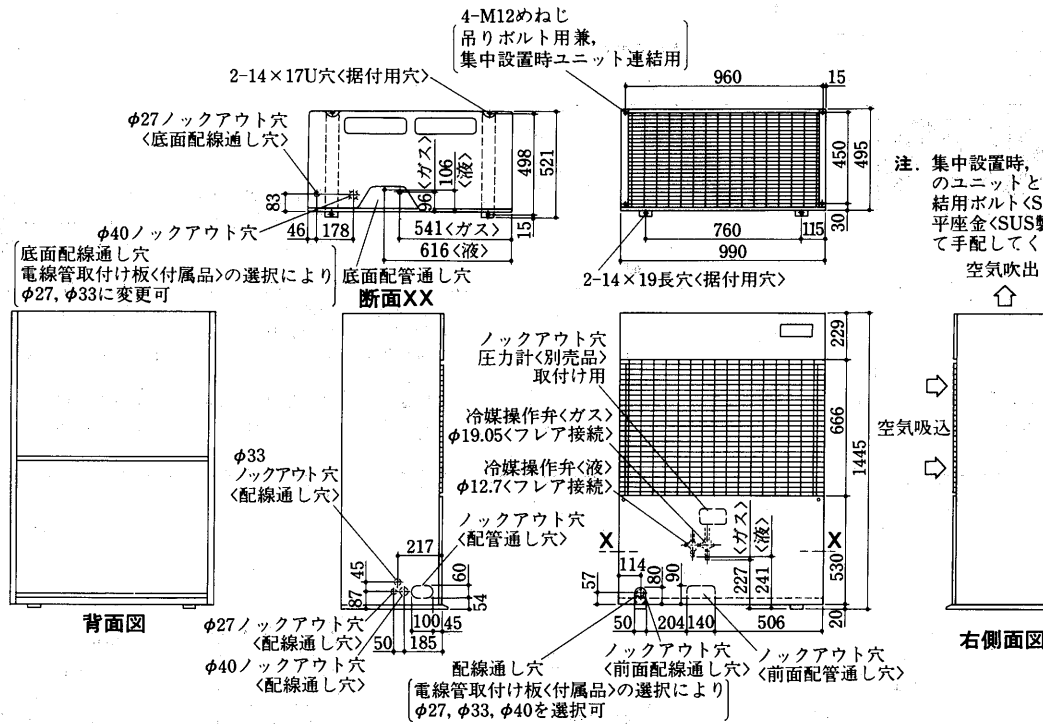 4-M12めねじ
吊りボルト用兼,
集中設置時ユニット連結用
2-14×17U穴<据付用穴>
φ27ノックアウト穴
<底面配線通し穴>
83
46
178
φ40ノックアウト穴
底面配線通し穴
電線管取付け板<付属品>の選択により
φ27, φ33に変更可
底面配管通し穴
断面XX
96<ガス>
106<液>
541<ガス>
616<液>
498
521
15
960
15
450
495
30
760
115
990
2-14×19長穴<据付用穴>
注. 集中設置時,
のユニットと
結用ボルト<S
平座金<SUS製
て手配してく
空気吹出
空気吸込
右側面図
背面図
φ33
ノックアウト穴
<配線通し穴>
217
45
87
φ27ノックアウト穴
<配線通し穴>
φ40ノックアウト穴
<配線通し穴>
50
185
100
45
60
54
ノックアウト穴
<配管通し穴>
ノックアウト穴
圧力計<別売品>
取付け用
冷媒操作弁<ガス>
φ19.05<フレア接続>
冷媒操作弁<液>
φ12.7<フレア接続>
229
666
1445
530
20
X
X
114
57
80
90
227<ガス>
241<液>
50
204
140
506
配線通し穴
電線管取付け板<付属品>の選択により
φ27, φ33, φ40を選択可
ノックアウト穴
<前面配線通し穴>
ノックアウト穴
<前面配管通し穴>